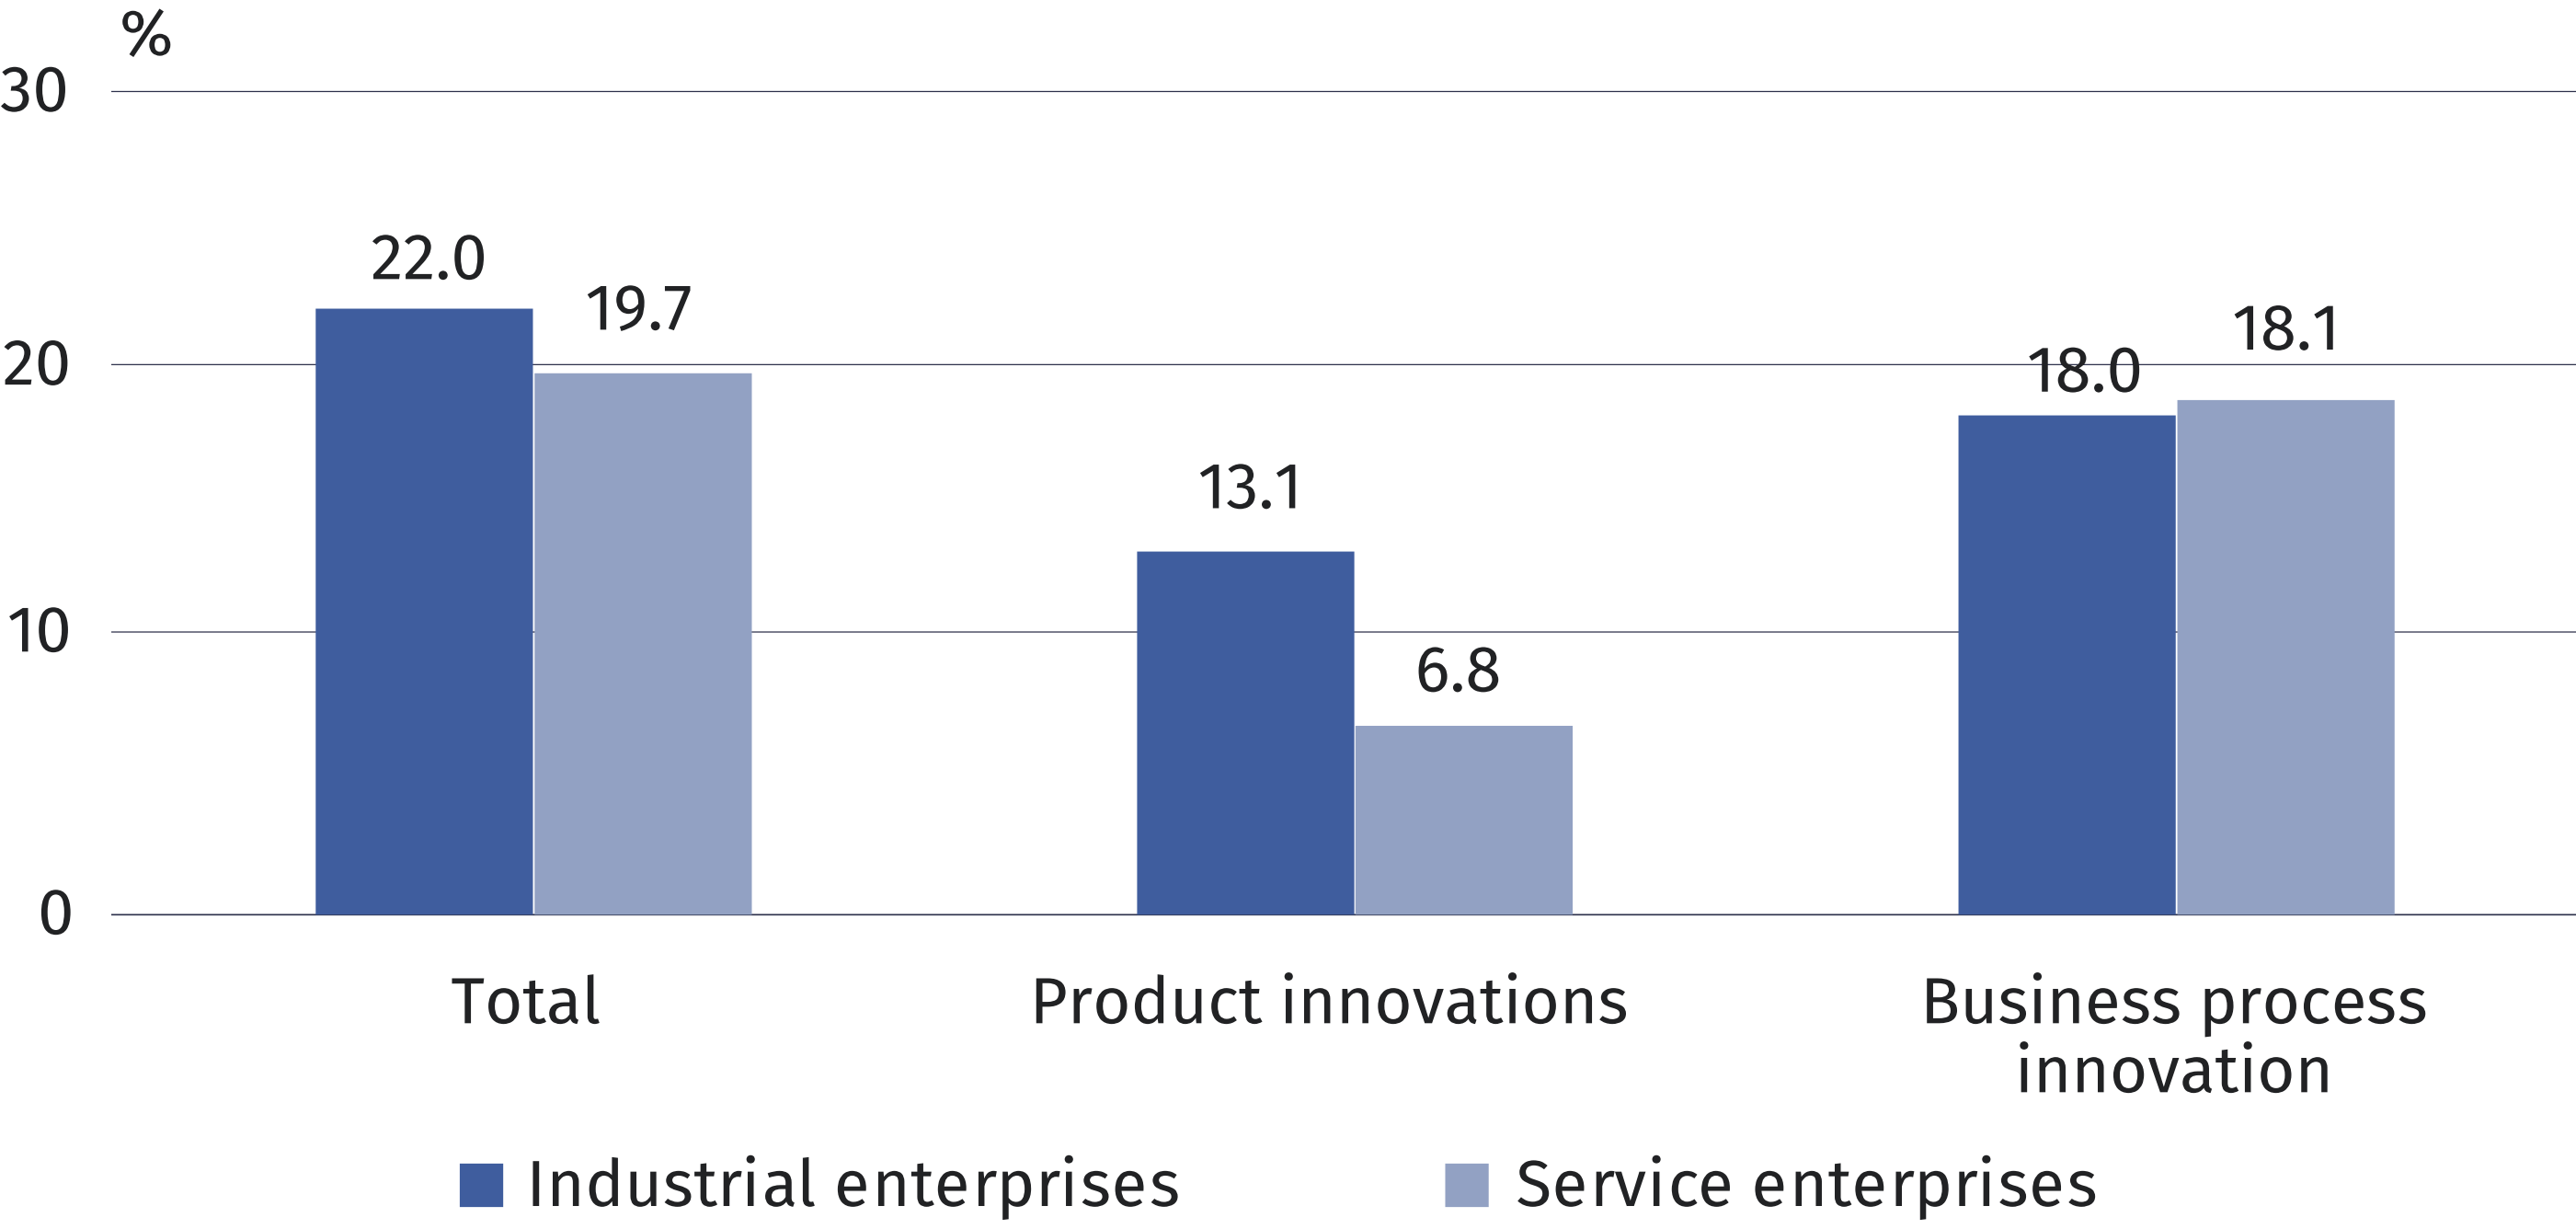 %
30
22.0
19.7
18.1
20
18.0
13.1
10
6.8
0
Total
Product innovations
Business process
innovation
Industrial enterprises
Service enterprises